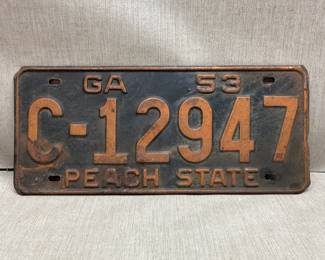 GA 53
C-12947
PEACH STATE